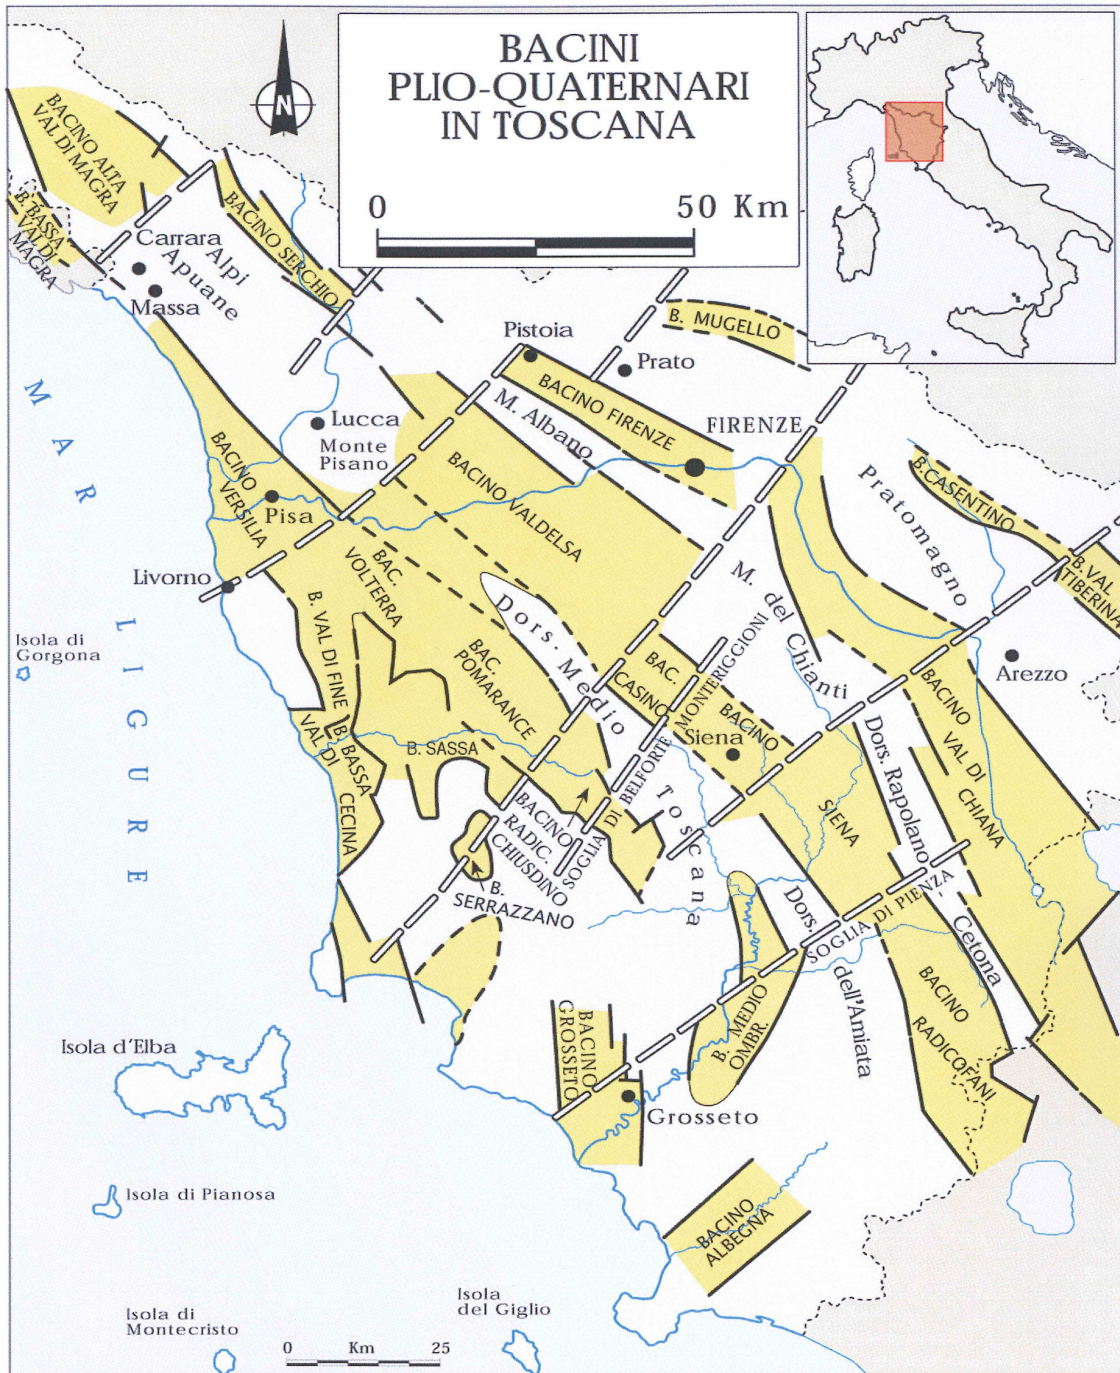 BACINI
PLIO-QUATERNARI
IN TOSCANA
0 50 Km
N
BACINO ALTA
VAL DI MAGRA
B. BASSA
VAL DI
MAGRA
BACINO SERCHIO
Carrara
Alpi
Apuane
Massa
Pistoia
Prato
B. MUGELLO
BACINO FIRENZE
M. Albano
FIRENZE
Lucca
Monte
Pisano
MAR LIGURE
BACINO
VERSILIA
Pisa
BACINO VALDELSA
Pratomagno
B.CASENTINO
B. VAL
TIBERINA
Livorno
BAC.
VOLTERRA
M. del Chianti
Arezzo
Isola di
Gorgona
B. VAL DI FINE
Dors. Medio
Toscana
BAC.
POMARANCE
BAC.
CASINO
SOGLIA DI BELFORTE MONTERIGGIONI
BACINO
SIENA
Siena
BACINO
VAL DI
CHIANA
Dors. Rapolano - Cetona
B. BASSA
VAL DI
CECINA
B. SASSA
BACINO
RADIC.
CHIUSDINO
B.
SERRAZZANO
Dors.
dell'Amiata
SOGLIA DI PIENZA
BACINO
RADICOFANI
B. MEDIO
OMBR.
BACINO
GROSSETO
Grosseto
Isola d'Elba
Isola di Pianosa
BACINO
ALBEGNA
Isola di
Montecristo
Isola
del Giglio
0 Km 25